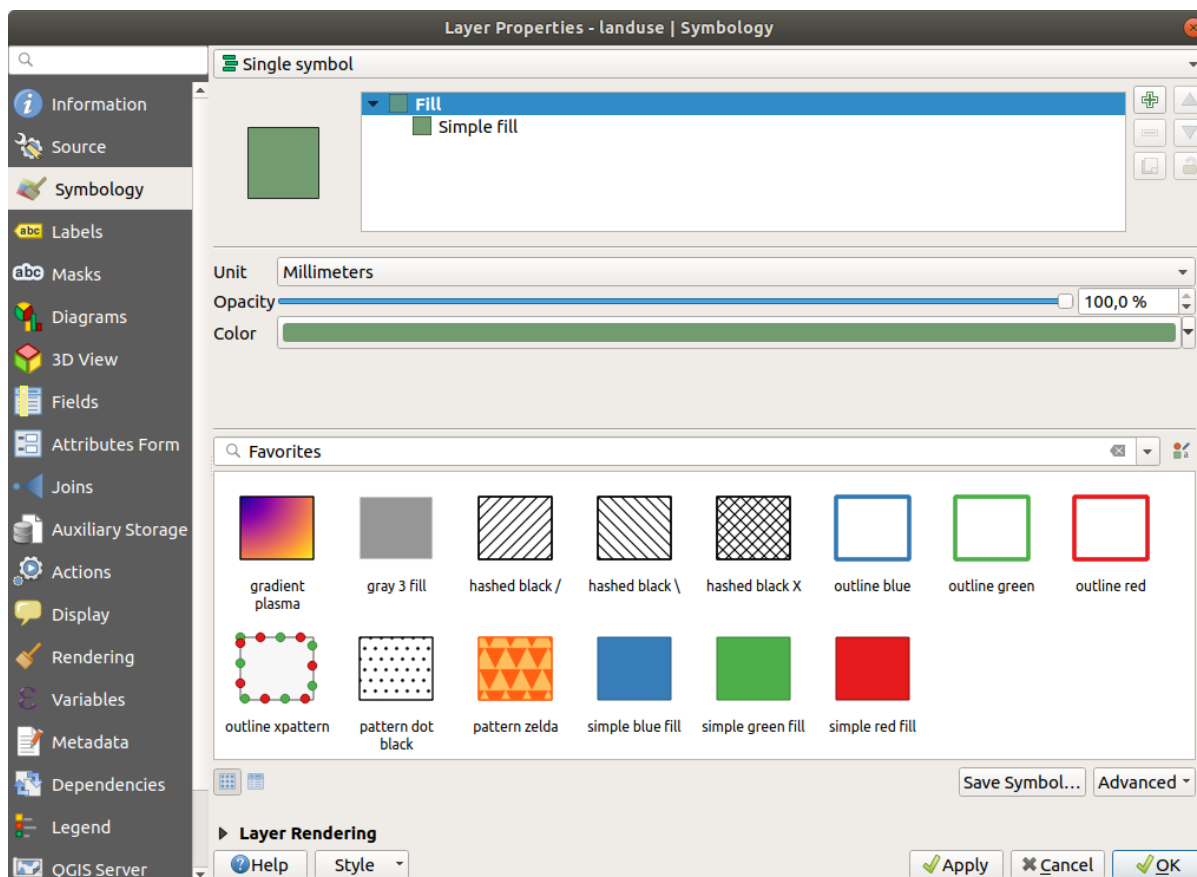 Layer Properties - landuse | Symbology
Single symbol
Information
Source
Symbology
Labels
Masks
Diagrams
3D View
Fields
Attributes Form
Joins
Auxiliary Storage
Actions
Display
Rendering
Variables
Metadata
Dependencies
Legend
QGIS Server
abc
abc
Fill
Simple fill
Unit
Millimeters
Opacity
100,0 %
Color
Favorites
gradient
plasma
gray 3 fill
hashed black /
hashed black \
hashed black X
outline blue
outline green
outline red
outline xpattern
pattern dot
black
pattern zelda
simple blue fill
simple green fill
simple red fill
Save Symbol...
Advanced
Layer Rendering
Help
Style
Apply
Cancel
OK